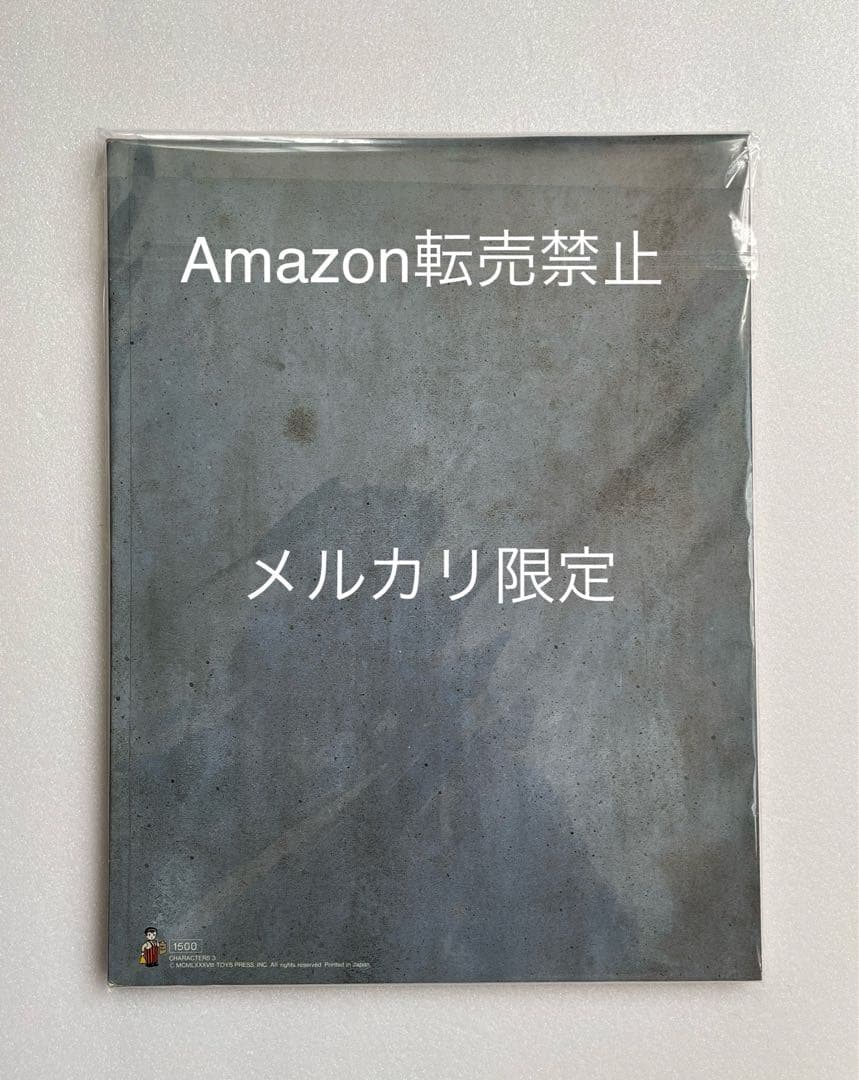 Amazon転売禁止
メルカリ限定
1500
CHARACTERS 3
© MCMLXXXVIII TOYS PRESS, INC. All rights reserved. Printed in Japan.